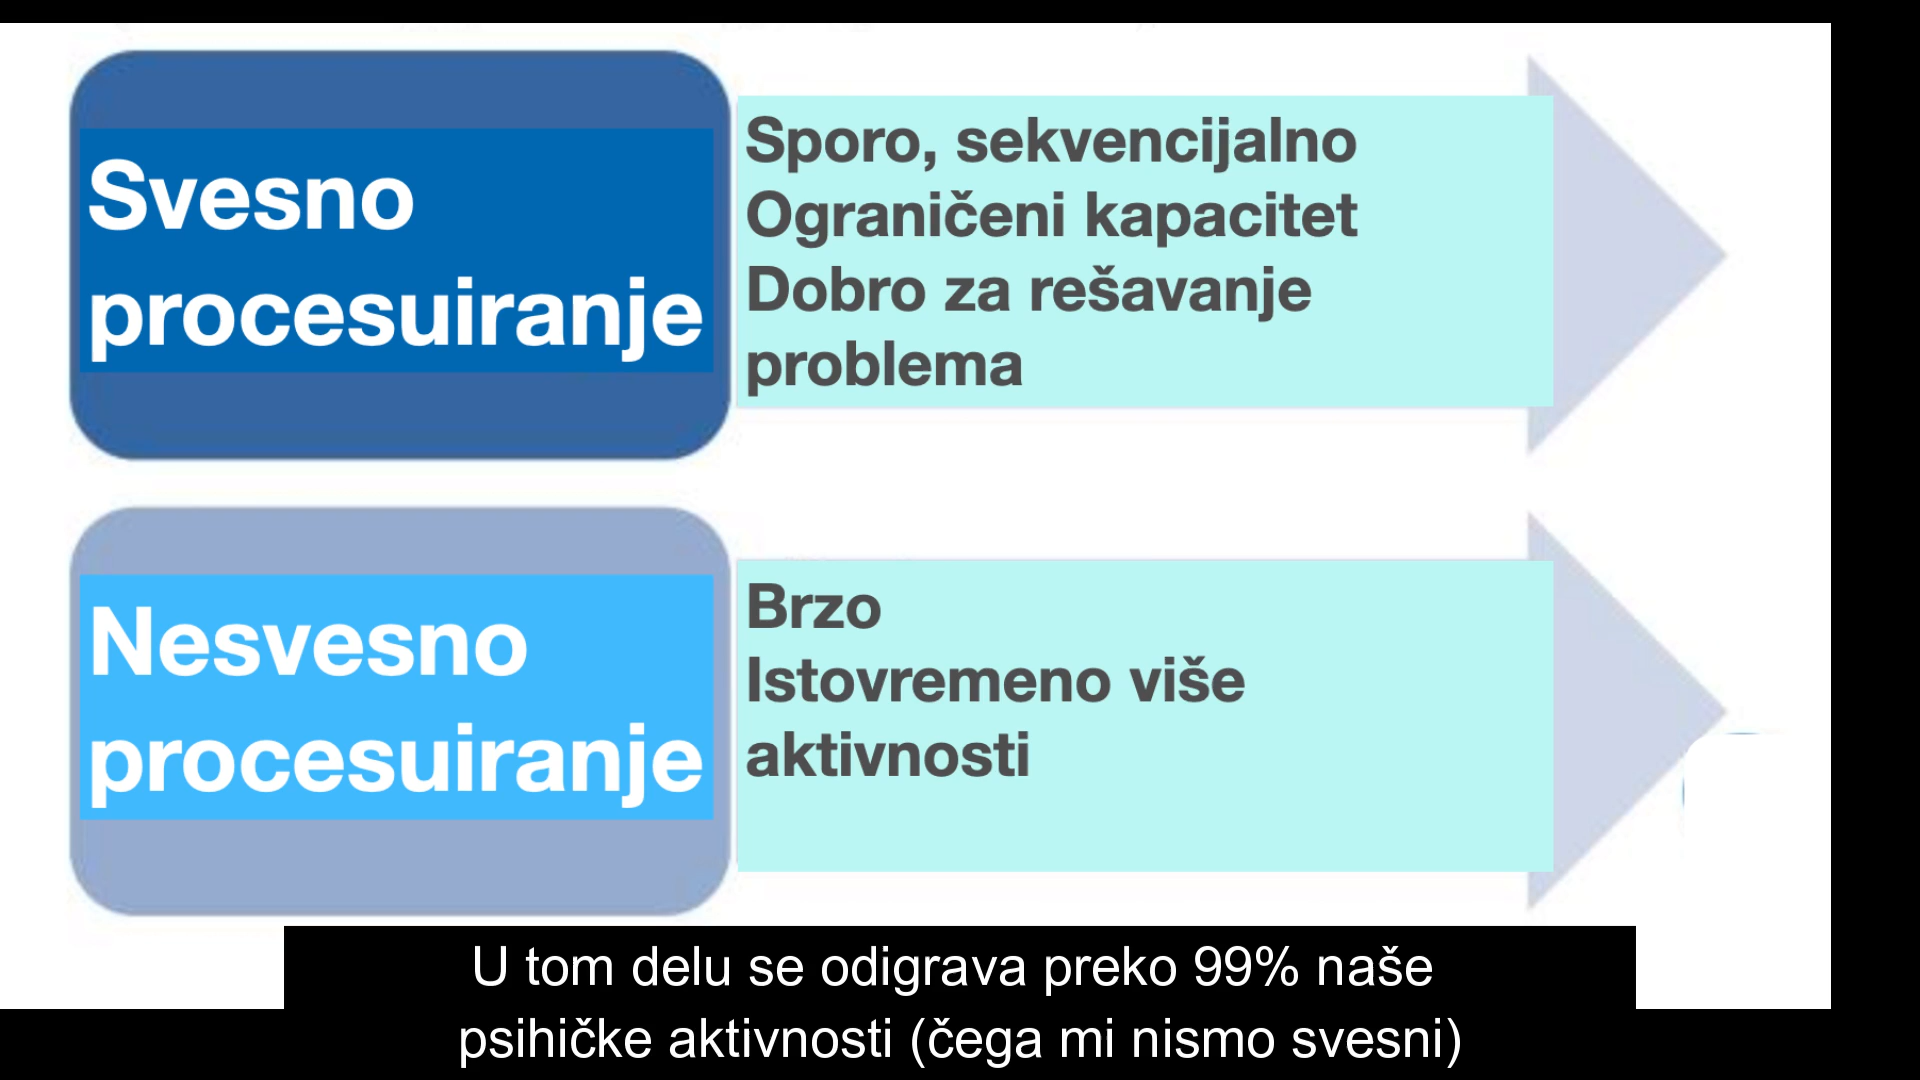 Svesno
procesuiranje
Sporo, sekvencijalno
Ograničeni kapacitet
Dobro za rešavanje
problema
Nesvesno
procesuiranje
Brzo
Istovremeno više
aktivnosti
U tom delu se odigrava preko 99% naše
psihičke aktivnosti (čega mi nismo svesni)